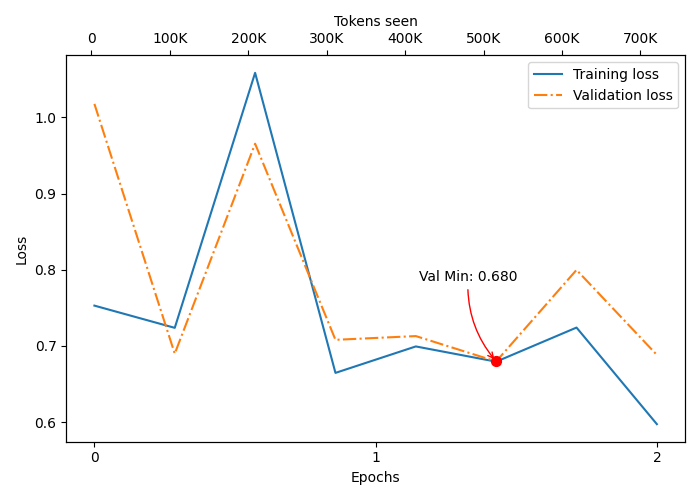 Tokens seen
0 100K 200K 300K 400K 500K 600K 700K
Training loss
Validation loss
1.0
0.9
0.8
0.7
0.6
Loss
Val Min: 0.680
0 1 2
Epochs